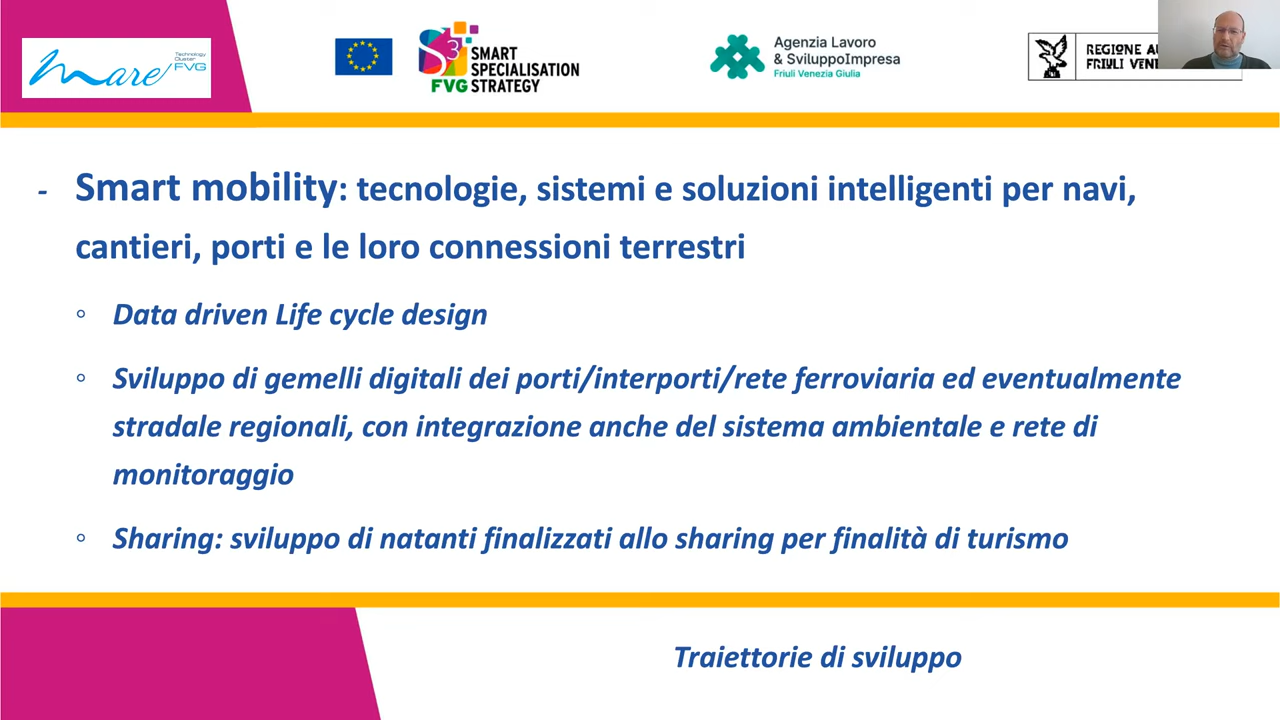 mare
Technology
Cluster
FVG
S3
FVG
SMART
SPECIALISATION
STRATEGY
Agenzia Lavoro
& SviluppoImpresa
Friuli Venezia Giulia
REGIONE
FRIULI
- Smart mobility: tecnologie, sistemi e soluzioni intelligenti per navi,
cantieri, porti e le loro connessioni terrestri
◦ Data driven Life cycle design
◦ Sviluppo di gemelli digitali dei porti/interporti/rete ferroviaria ed eventualmente
stradale regionali, con integrazione anche del sistema ambientale e rete di
monitoraggio
◦ Sharing: sviluppo di natanti finalizzati allo sharing per finalità di turismo
Traiettorie di sviluppo